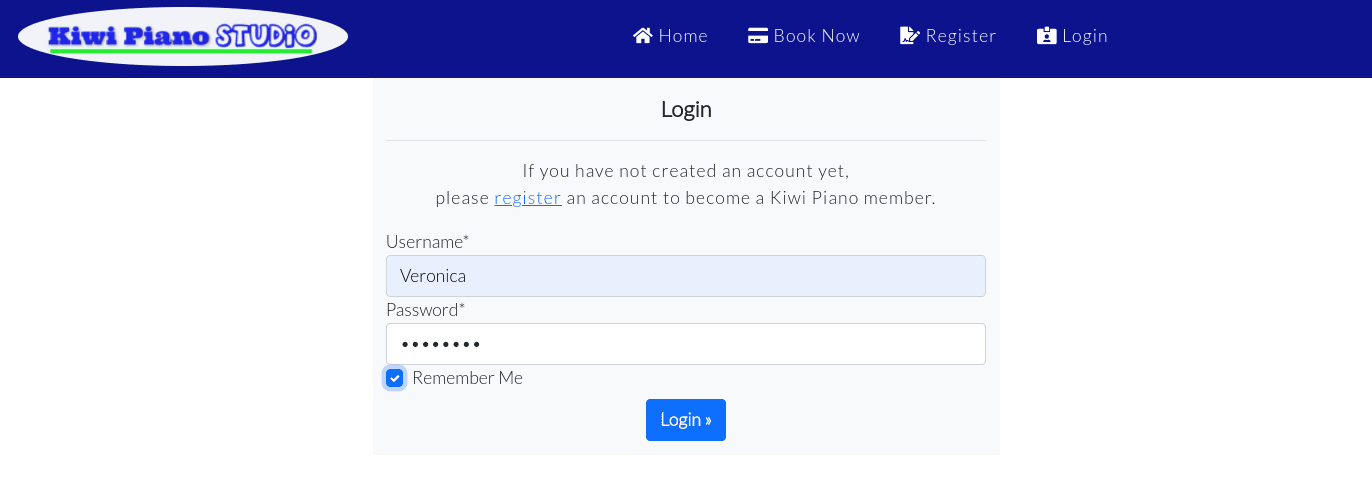 Kiwi Piano STUDiO
Home Book Now Register Login
Login
If you have not created an account yet,
please register an account to become a Kiwi Piano member.
Username*
Veronica
Password*
••••••••
Remember Me
Login »